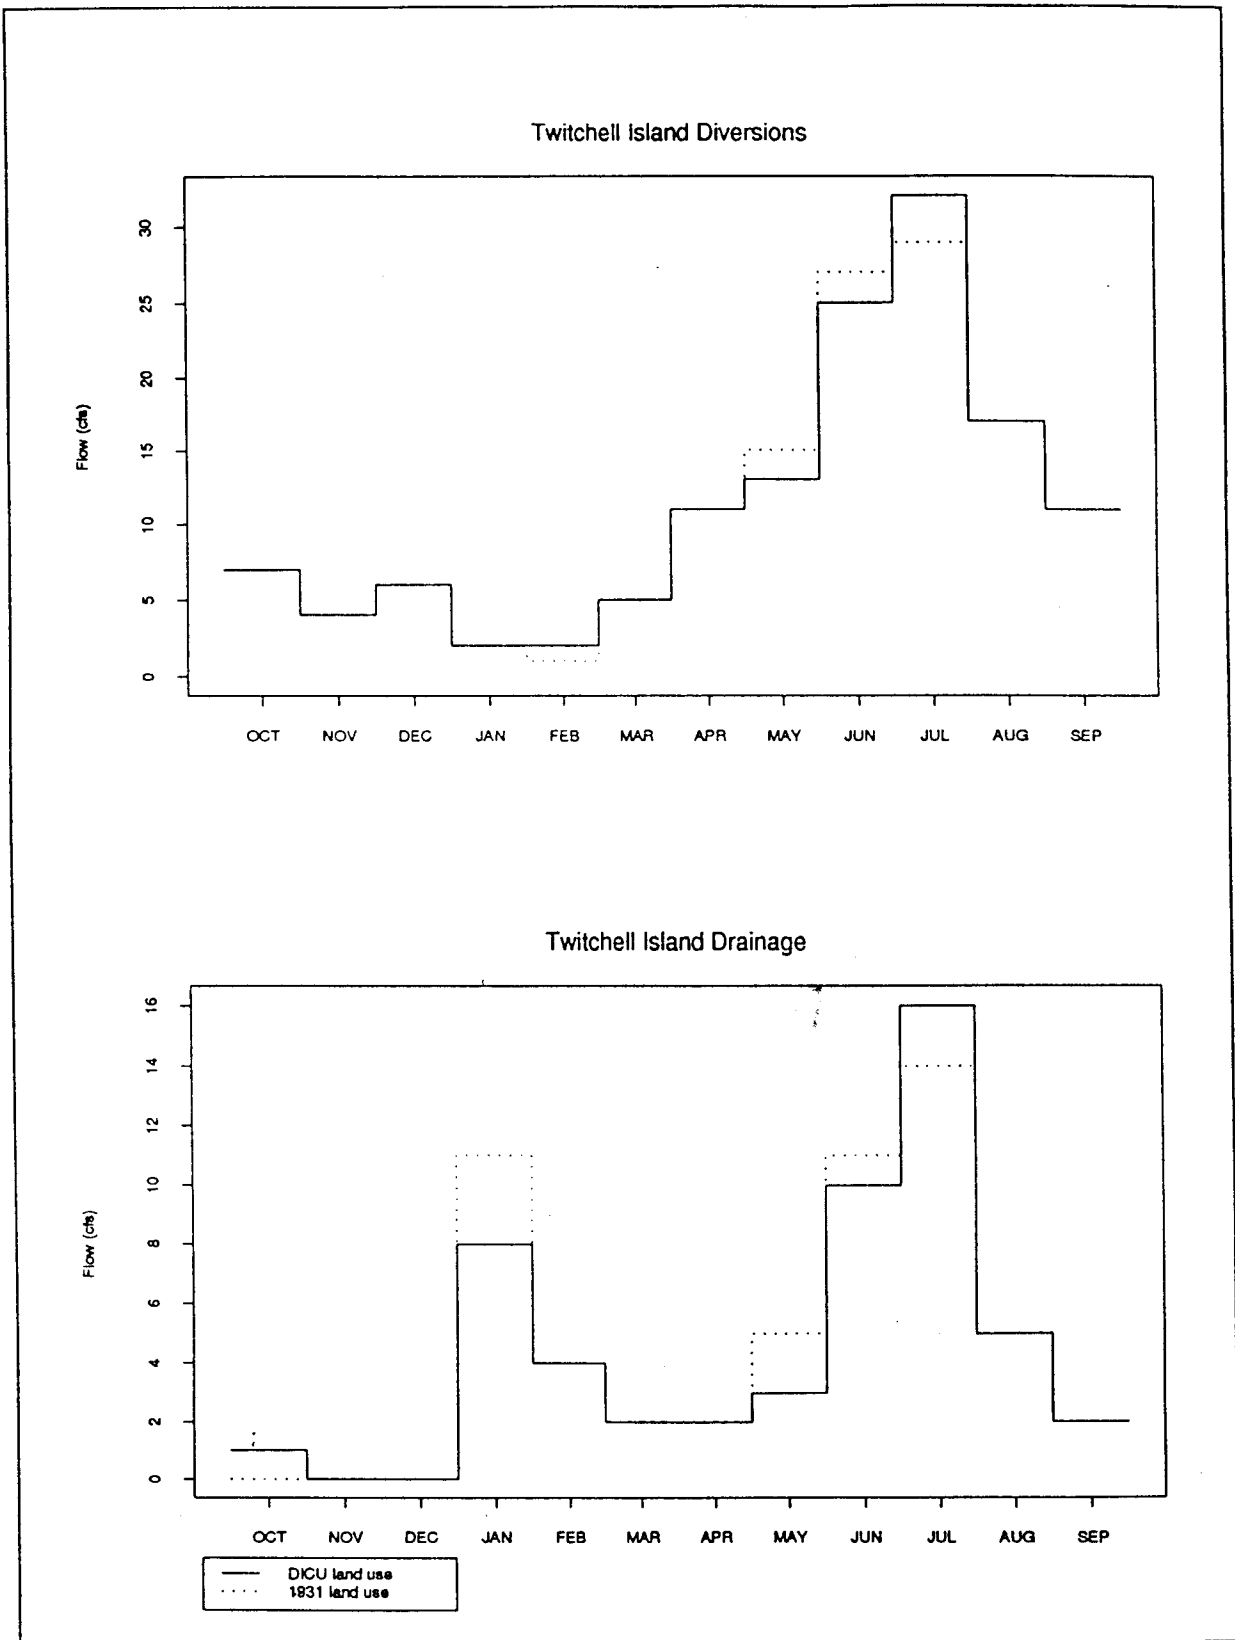 Twitchell Island Diversions
30
25
20
15
10
5
0
Flow (cfs)
OCT NOV DEC JAN FEB MAR APR MAY JUN JUL AUG SEP
Twitchell Island Drainage
16
14
12
10
8
6
4
2
0
Flow (cfs)
OCT NOV DEC JAN FEB MAR APR MAY JUN JUL AUG SEP
DICU land use
1931 land use